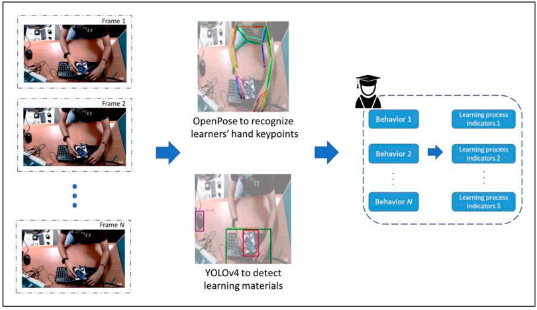 Frame 1
Frame 2
Frame N
OpenPose to recognize
learners' hand keypoints
YOLOv4 to detect
learning materials
Behavior 1
Learning process
indicators 1
Behavior 2
Learning process
indicators 2
Behavior N
Learning process
indicators 3